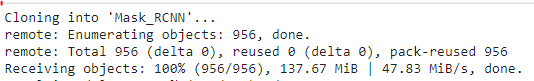 Cloning into 'Mask_RCNN'...
remote: Enumerating objects: 956, done.
remote: Total 956 (delta 0), reused 0 (delta 0), pack-reused 956
Receiving objects: 100% (956/956), 137.67 MiB | 47.83 MiB/s, done.